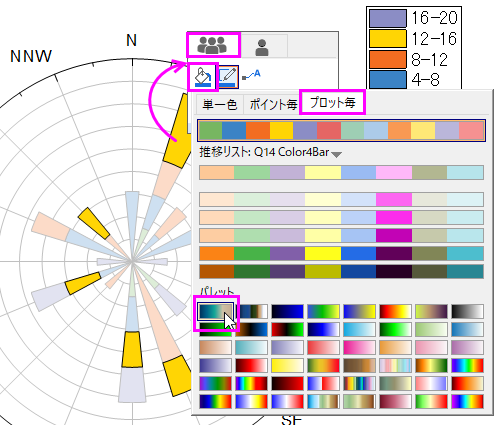 16-20
12-16
8-12
4-8
NNW
N
A
単一色
ポイント毎
プロット毎
推移リスト: Q14 Color4Bar
パレット
SE